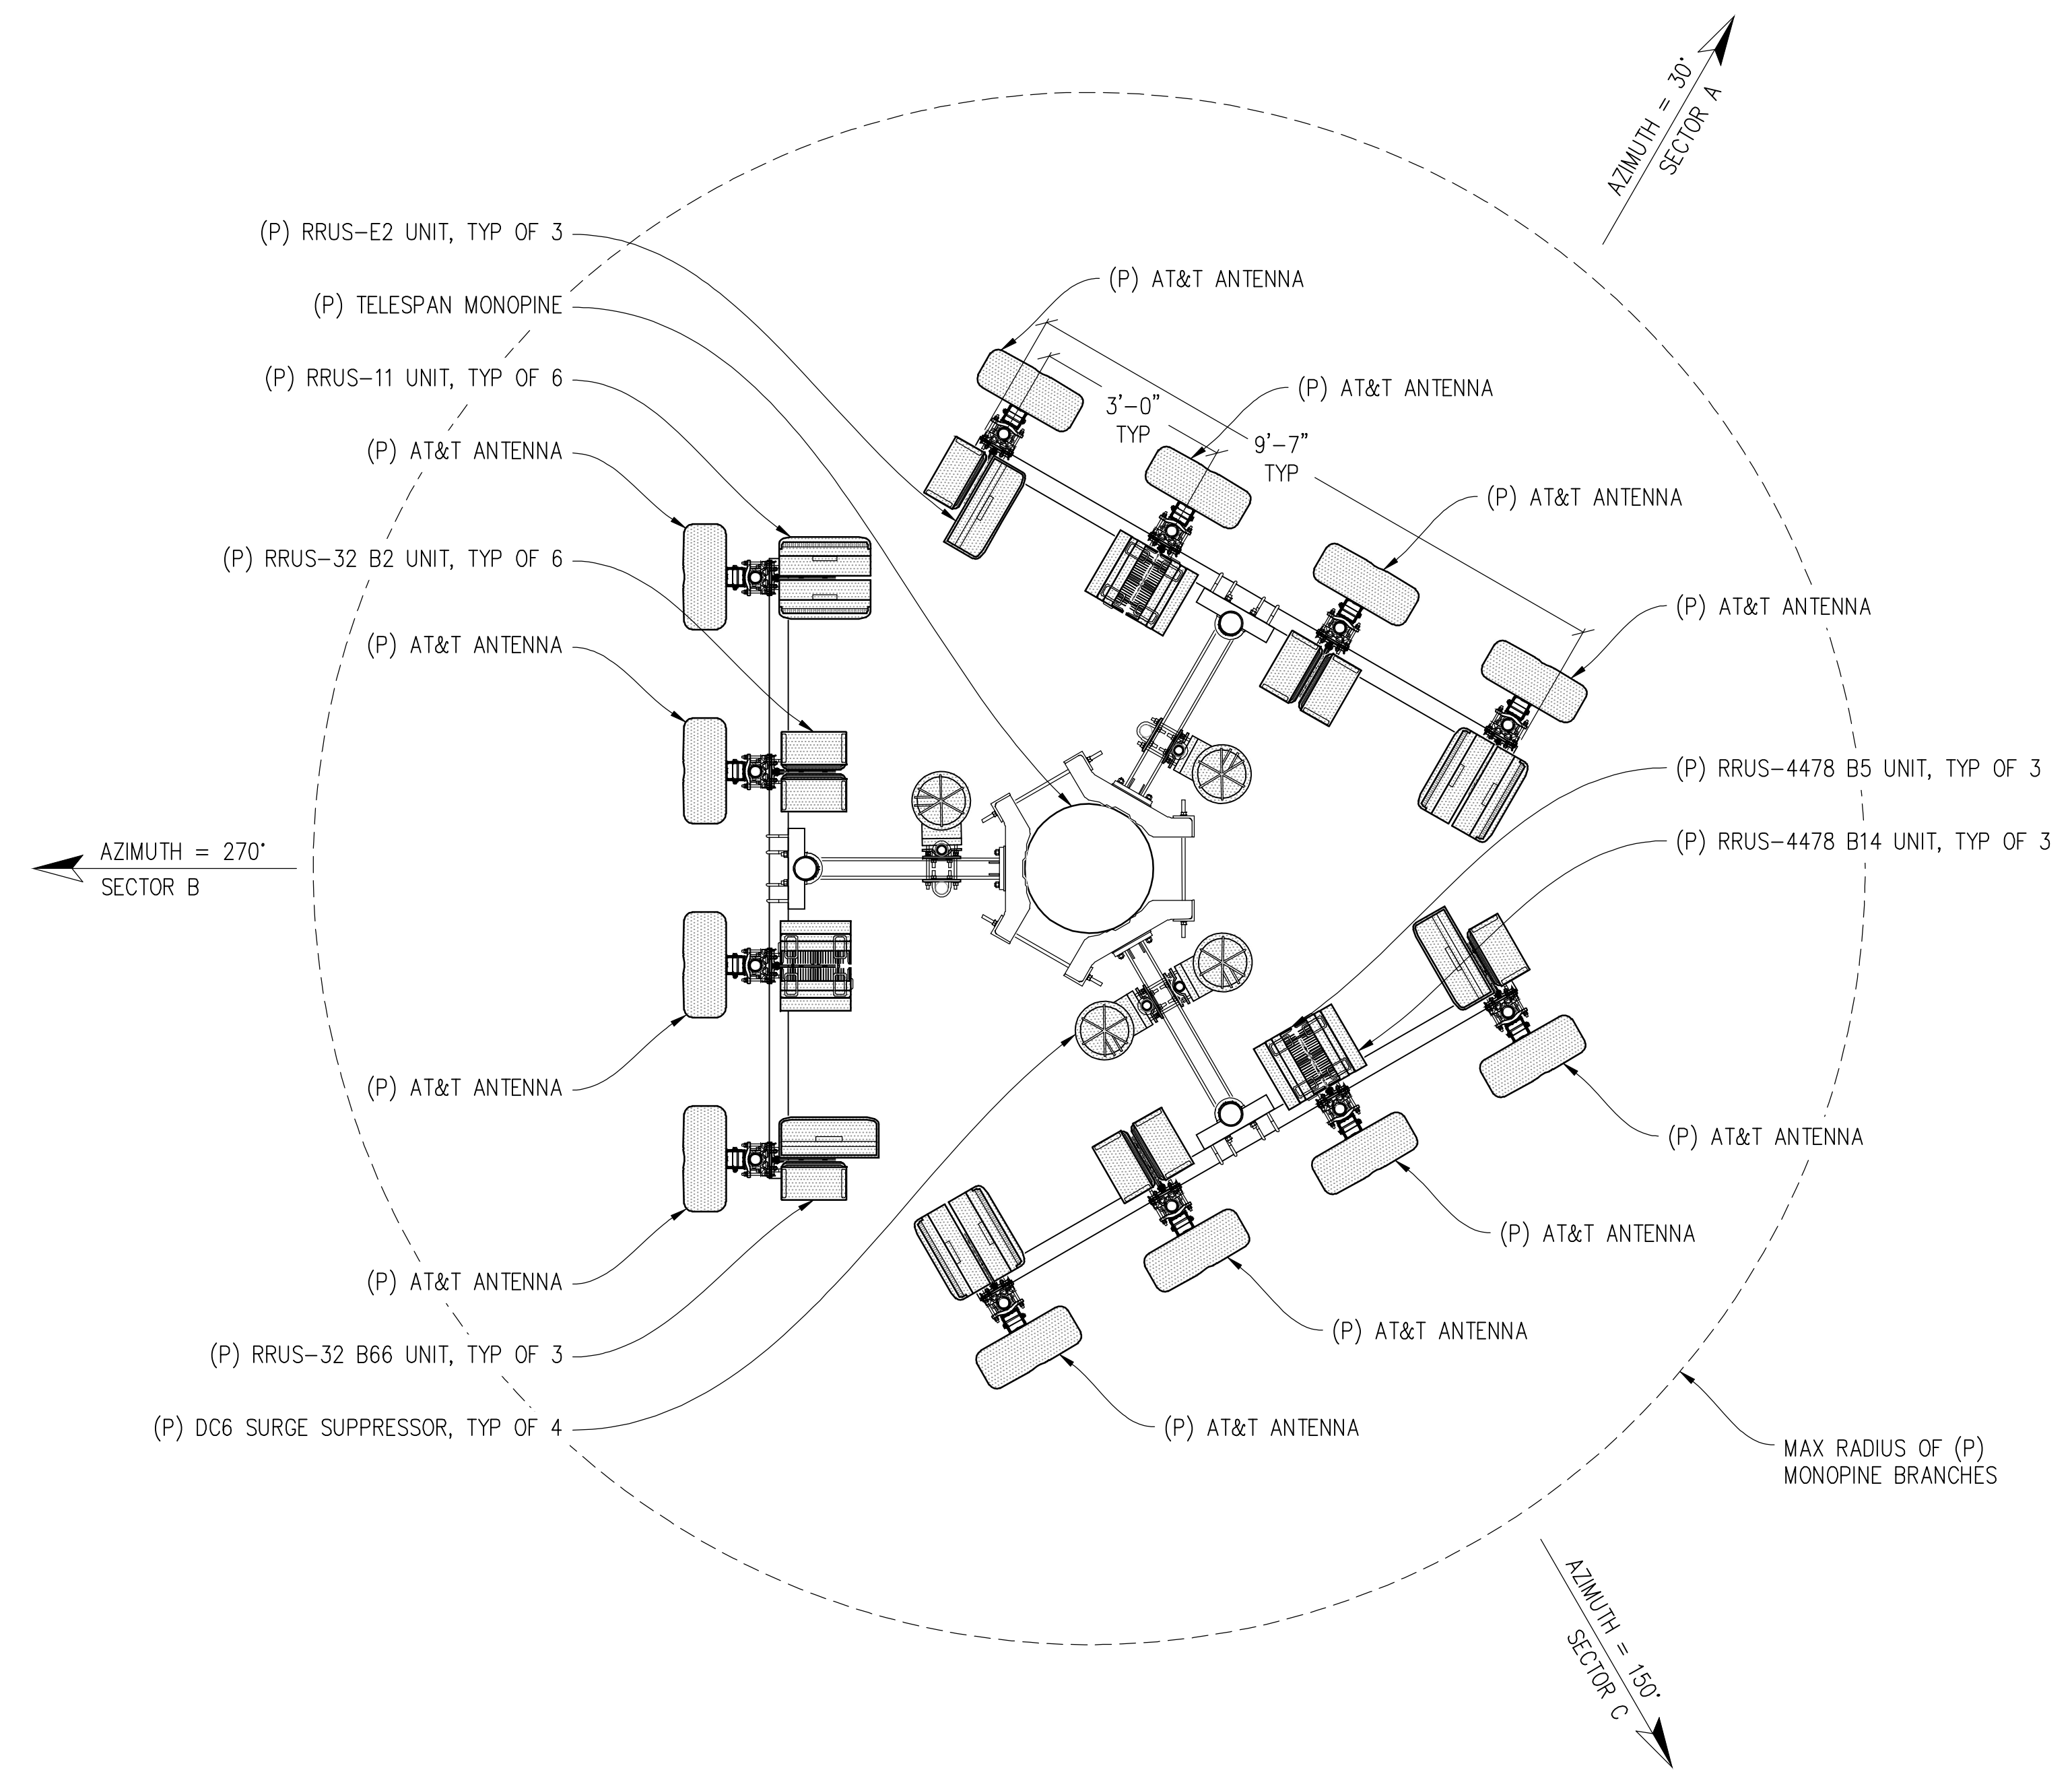 AZIMUTH = 30°
SECTOR A
(P) RRUS-E2 UNIT, TYP OF 3
(P) TELESPAN MONOPINE
(P) RRUS-11 UNIT, TYP OF 6
(P) AT&T ANTENNA
(P) RRUS-32 B2 UNIT, TYP OF 6
(P) AT&T ANTENNA
AZIMUTH = 270°
SECTOR B
(P) AT&T ANTENNA
(P) AT&T ANTENNA
(P) RRUS-32 B66 UNIT, TYP OF 3
(P) DC6 SURGE SUPPRESSOR, TYP OF 4
(P) AT&T ANTENNA
(P) AT&T ANTENNA
3'-0"
TYP
9'-7"
TYP
(P) AT&T ANTENNA
(P) AT&T ANTENNA
(P) RRUS-4478 B5 UNIT, TYP OF 3
(P) RRUS-4478 B14 UNIT, TYP OF 3
(P) AT&T ANTENNA
(P) AT&T ANTENNA
(P) AT&T ANTENNA
(P) AT&T ANTENNA
MAX RADIUS OF (P)
MONOPINE BRANCHES
AZIMUTH = 150°
SECTOR C